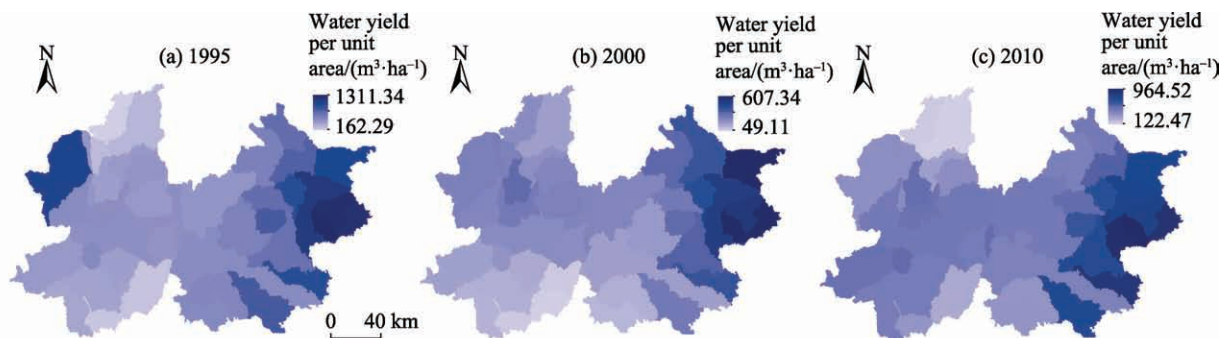 Water yield
per unit
area/(m³·ha⁻¹)
N
(a) 1995
1311.34
162.29
Water yield
per unit
area/(m³·ha⁻¹)
N
(b) 2000
607.34
49.11
Water yield
per unit
area/(m³·ha⁻¹)
N
(c) 2010
964.52
122.47
0 40 km